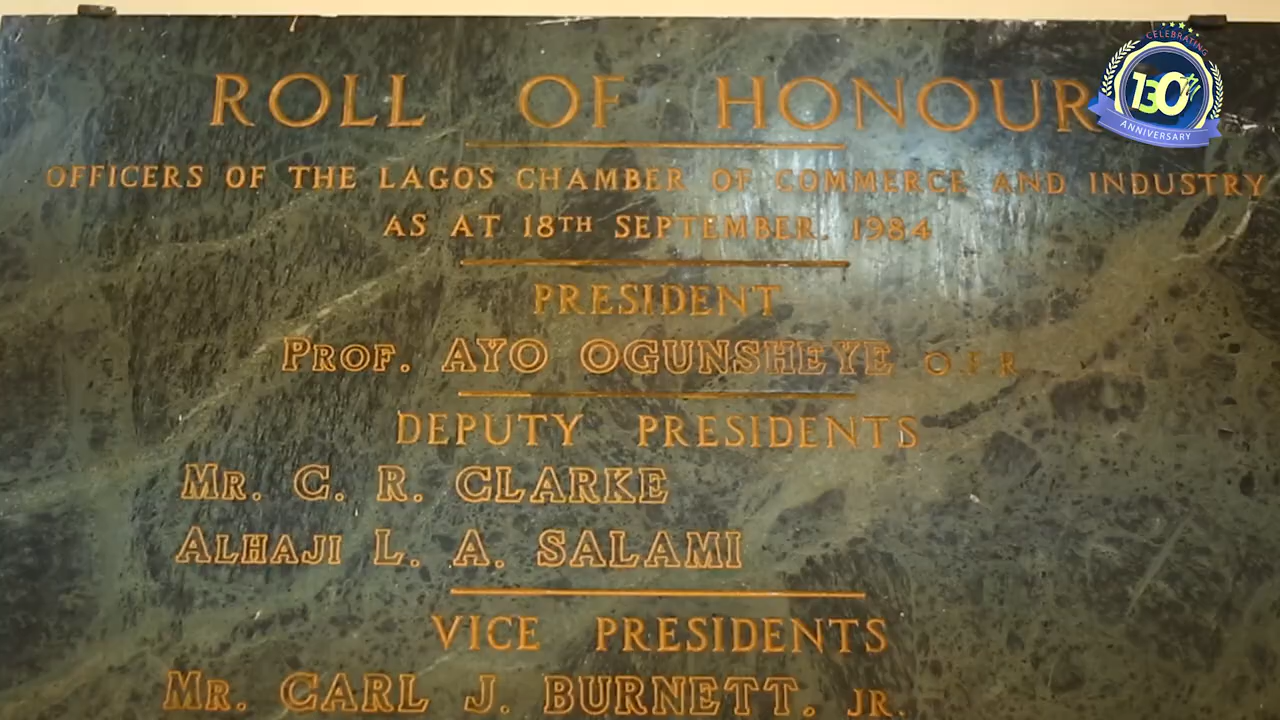 ROLL OF HONOUR
CELEBRATING
130th
ANNIVERSARY
OFFICERS OF THE LAGOS CHAMBER OF COMMERCE AND INDUSTRY
AS AT 18TH SEPTEMBER. 1984
PRESIDENT
PROF. AYO OGUNSHEYE O.F.R
DEPUTY PRESIDENTS
MR. C. R. CLARKE
ALHAJI L. A. SALAMI
VICE PRESIDENTS
MR. CARL J. BURNETT. JR.